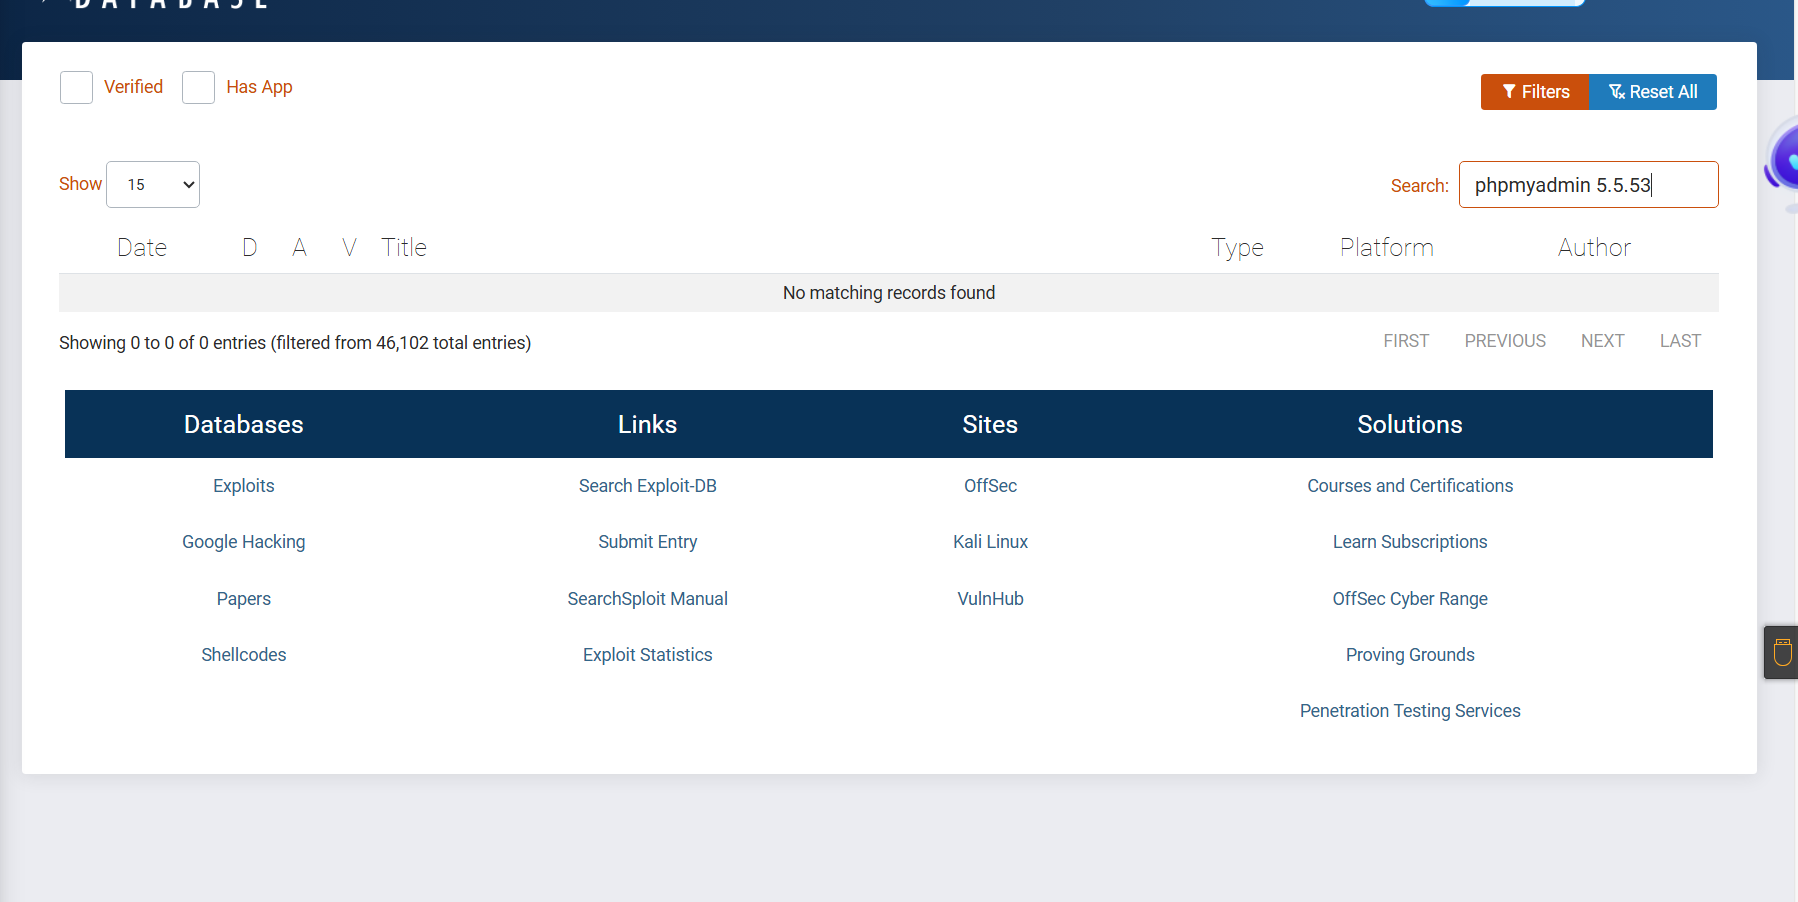 DATABASE
Verified Has App
Filters Reset All
Show 15
Search: phpmyadmin 5.5.53
Date D A V Title Type Platform Author
No matching records found
Showing 0 to 0 of 0 entries (filtered from 46,102 total entries)
FIRST PREVIOUS NEXT LAST
Databases Links Sites Solutions
Exploits Search Exploit-DB OffSec Courses and Certifications
Google Hacking Submit Entry Kali Linux Learn Subscriptions
Papers SearchSploit Manual VulnHub OffSec Cyber Range
Shellcodes Exploit Statistics Proving Grounds
Penetration Testing Services